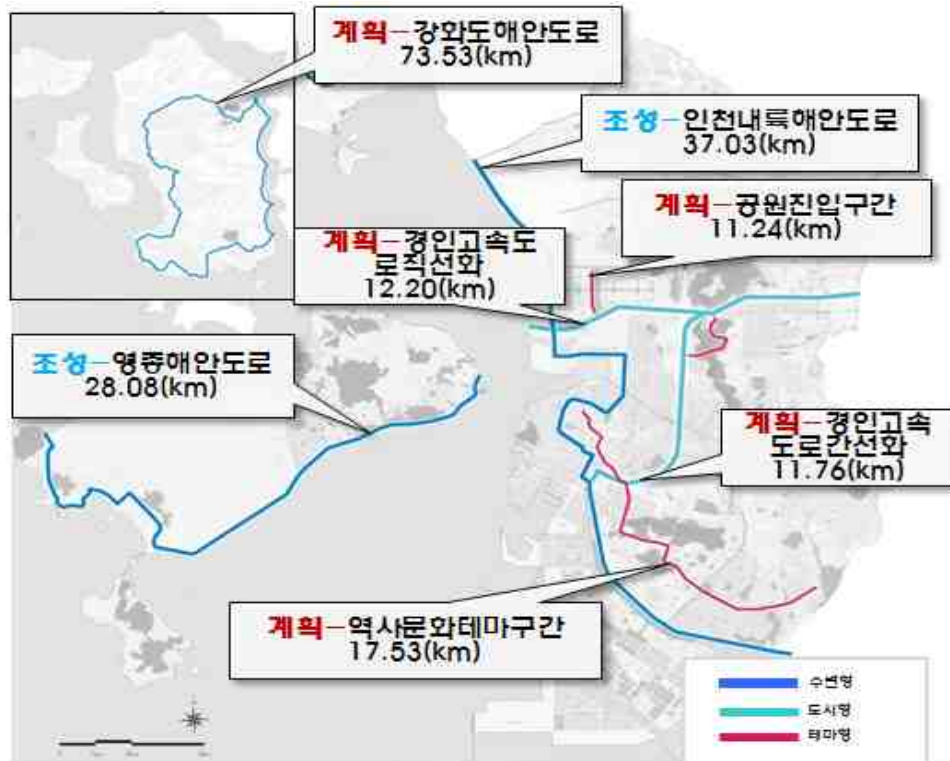 계획-강화도해안도로
73.53(km)
조성-인천내륙해안도로
37.03(km)
계획-공원진입구간
11.24(km)
계획-경인고속도
로직선화
12.20(km)
조성-영종해안도로
28.08(km)
계획-경인고속
도로간선화
11.76(km)
계획-역사문화테마구간
17.53(km)
수변형
도시형
테마형